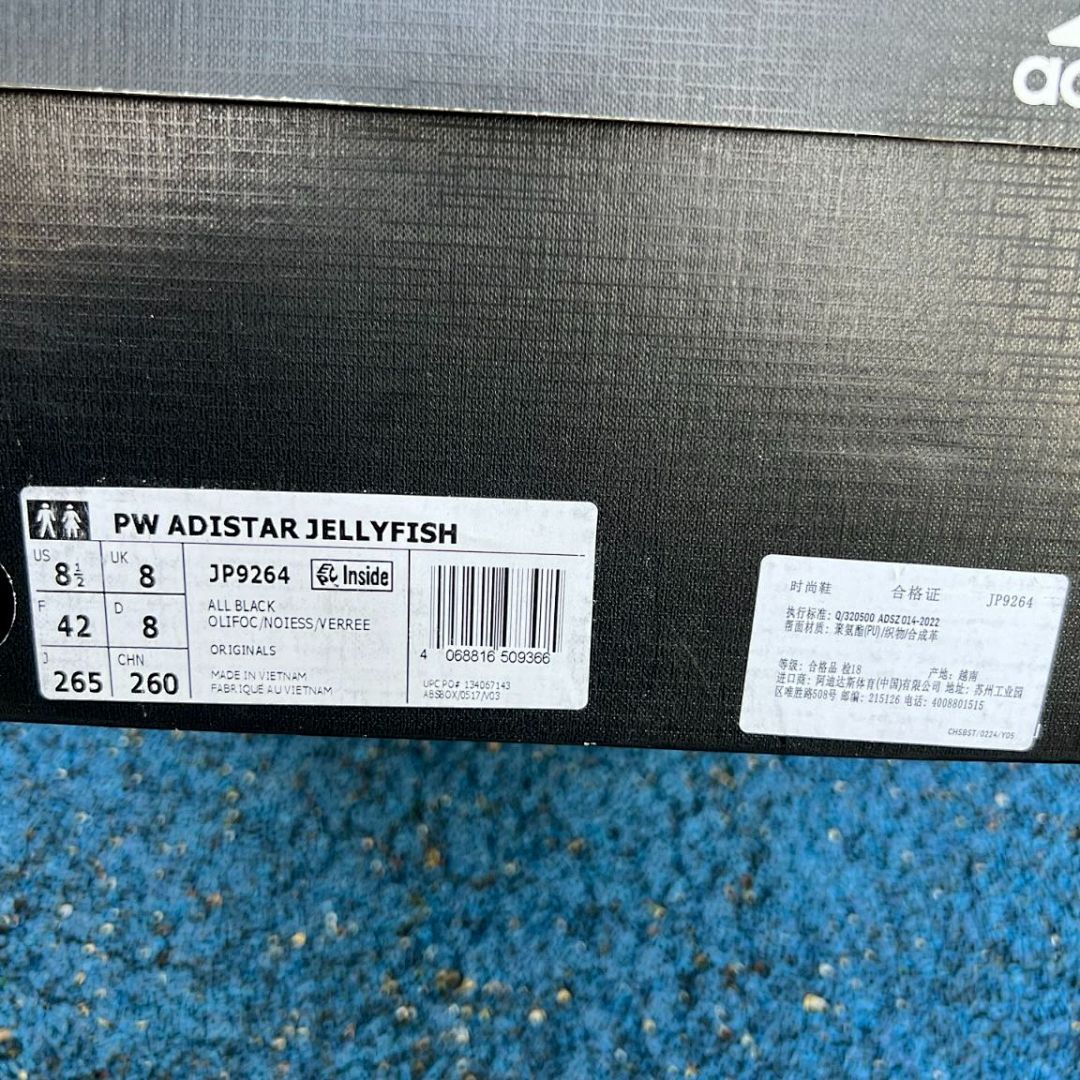 ad
PW ADISTAR JELLYFISH
US 8½ UK 8
F 42 D 8
J 265 CHN 260
JP9264 Inside
ALL BLACK
OLIFOC/NOIESS/VERREE
ORIGINALS
MADE IN VIETNAM
FABRIQUE AU VIETNAM
4 068816 509366
UPC PO# 134067143
ABSBOX/0517/V03
时尚鞋 合格证 JP9264
执行标准: Q/320500 ADSZ 014-2022
帮面材质: 聚氨酯(PU)/织物/合成革
等级: 合格品 检18 产地: 越南
进口商: 阿迪达斯体育(中国)有限公司 地址: 苏州工业园
区唯胜路508号 邮编: 215126 电话: 4008801515
CHSBST/0224/Y05